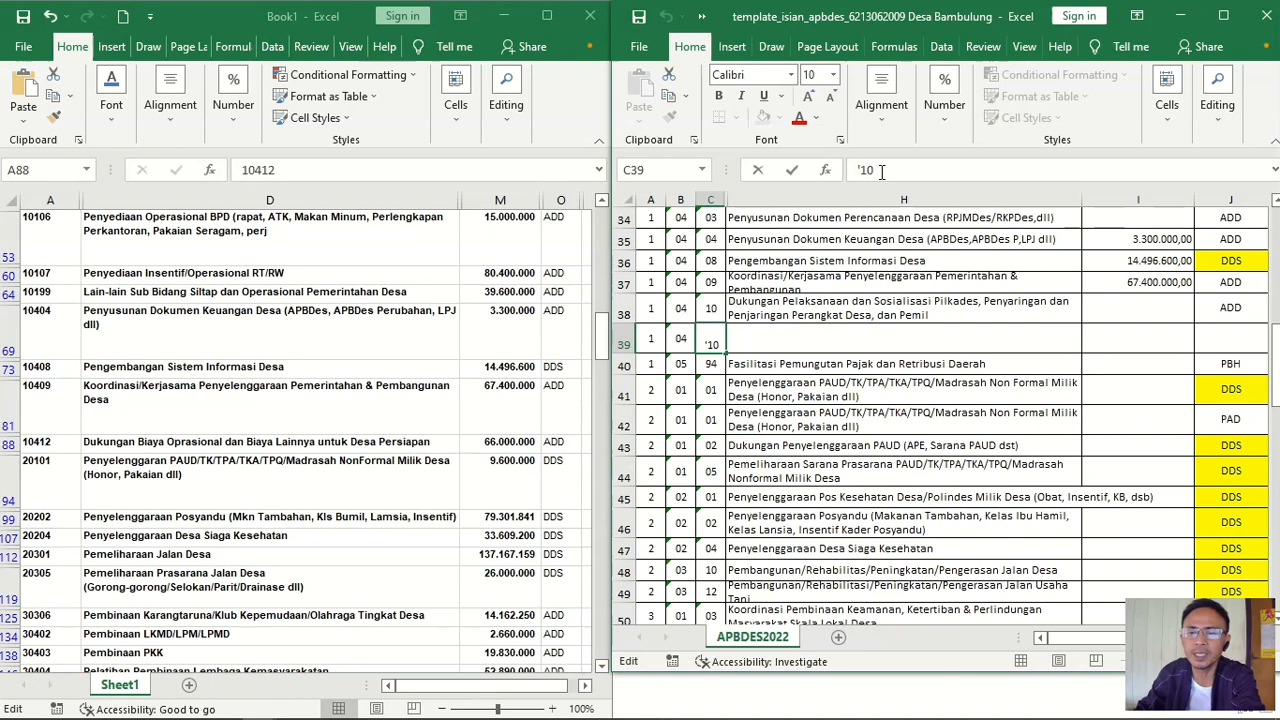 Book1 - Excel
Sign in
File Home Insert Draw Page La Formul Data Review View Help Tell me Share
Paste
Clipboard
Font
Alignment
%
Number
Conditional Formatting
Format as Table
Cell Styles
Styles
Cells
Editing
A88
fx
10412
A D M O
53 10106 Penyediaan Operasional BPD (rapat, ATK, Makan Minum, Perlengkapan
Perkantoran, Pakaian Seragam, perj 15.000.000 ADD
60 10107 Penyediaan Insentif/Operasional RT/RW 80.400.000 ADD
64 10199 Lain-lain Sub Bidang Siltap dan Operasional Pemerintahan Desa 39.600.000 ADD
69 10404 Penyusunan Dokumen Keuangan Desa (APBDes, APBDes Perubahan, LPJ
dll) 3.300.000 ADD
73 10408 Pengembangan Sistem Informasi Desa 14.496.600 DDS
81 10409 Koordinasi/Kerjasama Penyelenggaraan Pemerintahan & Pembangunan
Desa 67.400.000 ADD
88 10412 Dukungan Biaya Oprasional dan Biaya Lainnya untuk Desa Persiapan 66.000.000 ADD
94 20101 Penyelenggaran PAUD/TK/TPA/TKA/TPQ/Madrasah NonFormal Milik Desa
(Honor, Pakaian dll) 9.600.000 DDS
99 20202 Penyelenggaraan Posyandu (Mkn Tambahan, Kls Bumil, Lamsia, Insentif) 79.301.841 DDS
107 20204 Penyelenggaraan Desa Siaga Kesehatan 33.609.200 DDS
112 20301 Pemeliharaan Jalan Desa 137.167.159 DDS
119 20305 Pemeliharaan Prasarana Jalan Desa
(Gorong-gorong/Selokan/Parit/Drainase dll) 26.000.000 DDS
125 30306 Pembinaan Karangtaruna/Klub Kepemudaan/Olahraga Tingkat Desa 14.162.250 ADD
134 30402 Pembinaan LKMD/LPM/LPMD 2.660.000 ADD
138 30403 Pembinaan PKK 19.830.000 ADD
30404 Pelatihan Pembinaan Lembaga Kemasyarakatan 52.890.000 ADD
Sheet1
Edit Accessibility: Good to go 100%
template_isian_apbdes_6213062009 Desa Bambulung - Excel
Sign in
File Home Insert Draw Page Layout Formulas Data Review View Help Tell me Share
Paste
Clipboard
Calibri 10
B I U A A
A
Font
Alignment
%
Number
Conditional Formatting
Format as Table
Cell Styles
Styles
Cells
Editing
C39
fx
'10
A B C H I J
34 1 04 03 Penyusunan Dokumen Perencanaan Desa (RPJMDes/RKPDes,dll) ADD
35 1 04 04 Penyusunan Dokumen Keuangan Desa (APBDes,APBDes P,LPJ dll) 3.300.000,00 ADD
36 1 04 08 Pengembangan Sistem Informasi Desa 14.496.600,00 DDS
37 1 04 09 Koordinasi/Kerjasama Penyelenggaraan Pemerintahan &
Pembangunan 67.400.000,00 ADD
38 1 04 10 Dukungan Pelaksanaan dan Sosialisasi Pilkades, Penyaringan dan
Penjaringan Perangkat Desa, dan Pemil ADD
39 1 04 '10
40 1 05 94 Fasilitasi Pemungutan Pajak dan Retribusi Daerah PBH
41 2 01 01 Penyelenggaraan PAUD/TK/TPA/TKA/TPQ/Madrasah Non Formal Milik
Desa (Honor, Pakaian dll) DDS
42 2 01 01 Penyelenggaraan PAUD/TK/TPA/TKA/TPQ/Madrasah Non Formal Milik
Desa (Honor, Pakaian dll) PAD
43 2 01 02 Dukungan Penyelenggaraan PAUD (APE, Sarana PAUD dst) DDS
44 2 01 05 Pemeliharaan Sarana Prasarana PAUD/TK/TPA/TKA/TPQ/Madrasah
Nonformal Milik Desa DDS
45 2 02 01 Penyelenggaraan Pos Kesehatan Desa/Polindes Milik Desa (Obat, Insentif, KB, dsb) DDS
46 2 02 02 Penyelenggaraan Posyandu (Makanan Tambahan, Kelas Ibu Hamil,
Kelas Lansia, Insentif Kader Posyandu) DDS
47 2 02 04 Penyelenggaraan Desa Siaga Kesehatan DDS
48 2 03 10 Pembangunan/Rehabilitas/Peningkatan/Pengerasan Jalan Desa DDS
49 2 03 12 Pembangunan/Rehabilitasi/Peningkatan/Pengerasan Jalan Usaha
Tani DDS
50 3 01 03 Koordinasi Pembinaan Keamanan, Ketertiban & Perlindungan
Masyarakat Skala Lokal Desa
APBDES2022
Edit Accessibility: Investigate